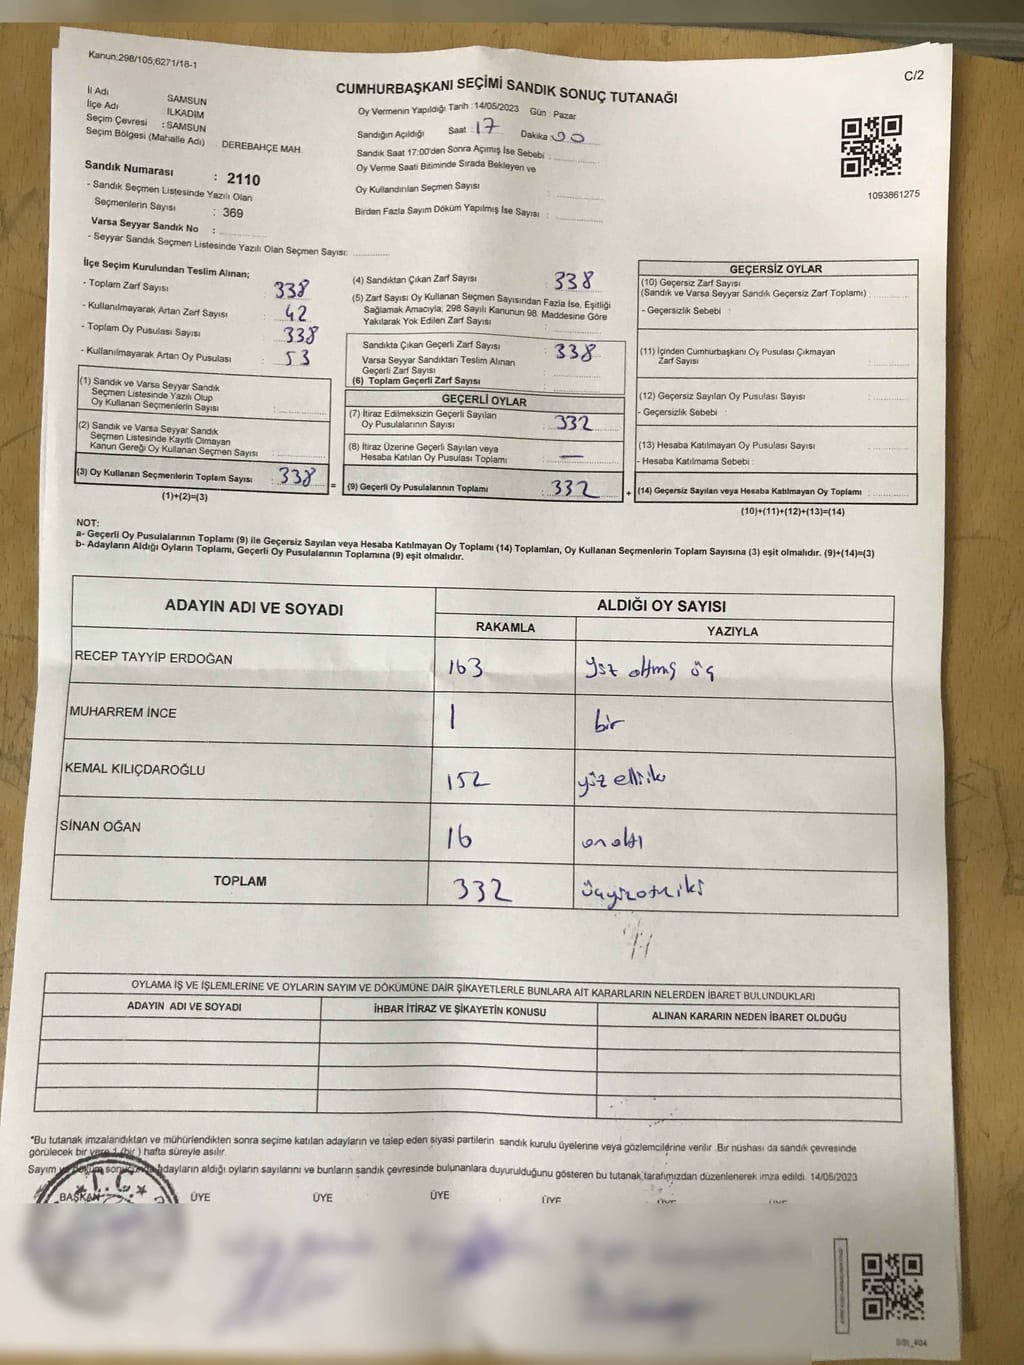 Kanun;298/105;6271/18-1
C/2
CUMHURBAŞKANI SEÇİMİ SANDIK SONUÇ TUTANAĞI
İl Adı SAMSUN
İlçe Adı : İLKADIM
Seçim Çevresi : SAMSUN
Seçim Bölgesi (Mahalle Adı) DEREBAHÇE MAH.
Sandık Numarası : 2110
- Sandık Seçmen Listesinde Yazılı Olan
Seçmenlerin Sayısı : 369
Varsa Seyyar Sandık No :
- Seyyar Sandık Seçmen Listesinde Yazılı Olan Seçmen Sayısı:
Oy Vermenin Yapıldığı Tarih : 14/05/2023 Gün : Pazar
Sandığın Açıldığı Saat : 17 Dakika : 00
Sandık Saat 17:00'den Sonra Açımış İse Sebebi :
Oy Verme Saati Bitiminde Sırada Bekleyen ve
Oy Kullandırılan Seçmen Sayısı :
Birden Fazla Sayım Döküm Yapılmış İse Sayısı :
1093861275
İlçe Seçim Kurulundan Teslim Alınan;
- Toplam Zarf Sayısı : 338
- Kullanılmayarak Artan Zarf Sayısı : 42
- Toplam Oy Pusulası Sayısı : 338
- Kullanılmayarak Artan Oy Pusulası : 53
(1) Sandık ve Varsa Seyyar Sandık
Seçmen Listesinde Yazılı Olup
Oy Kullanan Seçmenlerin Sayısı :
(2) Sandık ve Varsa Seyyar Sandık
Seçmen Listesinde Kayıtlı Olmayan
Kanun Gereği Oy Kullanan Seçmen Sayısı :
(3) Oy Kullanan Seçmenlerin Toplam Sayısı : 338
(1)+(2)=(3)
(4) Sandıktan Çıkan Zarf Sayısı : 338
(5) Zarf Sayısı Oy Kullanan Seçmen Sayısından Fazla İse, Eşitliği
Sağlamak Amacıyla; 298 Sayılı Kanunun 98. Maddesine Göre
Yakılarak Yok Edilen Zarf Sayısı :
Sandıkta Çıkan Geçerli Zarf Sayısı : 338
Varsa Seyyar Sandıktan Teslim Alınan
Geçerli Zarf Sayısı :
(6) Toplam Geçerli Zarf Sayısı :
GEÇERLİ OYLAR
(7) İtiraz Edilmeksizin Geçerli Sayılan
Oy Pusulalarının Sayısı : 332
(8) İtiraz Üzerine Geçerli Sayılan veya
Hesaba Katılan Oy Pusulası Toplamı : —
= (9) Geçerli Oy Pusulalarının Toplamı : 332 +
GEÇERSİZ OYLAR
(10) Geçersiz Zarf Sayısı
(Sandık ve Varsa Seyyar Sandık Geçersiz Zarf Toplamı) :
- Geçersizlik Sebebi :
(11) İçinden Cumhurbaşkanı Oy Pusulası Çıkmayan
Zarf Sayısı :
(12) Geçersiz Sayılan Oy Pusulası Sayısı :
- Geçersizlik Sebebi :
(13) Hesaba Katılmayan Oy Pusulası Sayısı :
- Hesaba Katılmama Sebebi :
(14) Geçersiz Sayılan veya Hesaba Katılmayan Oy Toplamı :
(10)+(11)+(12)+(13)=(14)
NOT:
a- Geçerli Oy Pusulalarının Toplamı (9) ile Geçersiz Sayılan veya Hesaba Katılmayan Oy Toplamı (14) Toplamları, Oy Kullanan Seçmenlerin Toplam Sayısına (3) eşit olmalıdır. (9)+(14)=(3)
b- Adayların Aldığı Oyların Toplamı, Geçerli Oy Pusulalarının Toplamına (9) eşit olmalıdır.
ADAYIN ADI VE SOYADI ALDIĞI OY SAYISI
RAKAMLA YAZIYLA
RECEP TAYYİP ERDOĞAN 163 Yüz altmış üç
MUHARREM İNCE 1 bir
KEMAL KILIÇDAROĞLU 152 yüz elliiki
SİNAN OĞAN 16 onaltı
TOPLAM 332 üçyüzotuziki
OYLAMA İŞ VE İŞLEMLERİNE VE OYLARIN SAYIM VE DÖKÜMÜNE DAİR ŞİKAYETLERLE BUNLARA AİT KARARLARIN NELERDEN İBARET BULUNDUKLARI
ADAYIN ADI VE SOYADI İHBAR İTİRAZ VE ŞİKAYETİN KONUSU ALINAN KARARIN NEDEN İBARET OLDUĞU
*Bu tutanak imzalandıktan ve mühürlendikten sonra seçime katılan adayların ve talep eden siyasi partilerin sandık kurulu üyelerine veya gözlemcilerine verilir. Bir nüshası da sandık çevresinde
görülecek bir yere 1 (bir) hafta süreyle asılır.
Sayım ve döküm sonucunda adayların aldığı oyların sayılarını ve bunların sandık çevresinde bulunanlara duyurulduğunu gösteren bu tutanak tarafımızdan düzenlenerek imza edildi. 14/05/2023
T.C.
BAŞKAN ÜYE ÜYE ÜYE ÜYE ÜYE